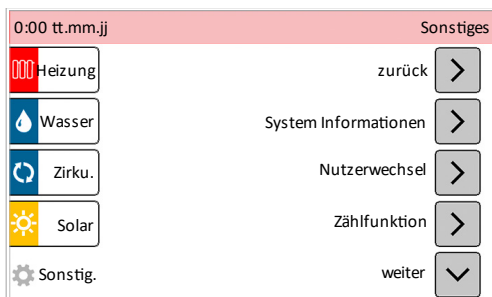 0:00 tt.mm.jj Sonstiges
Heizung zurück
Wasser System Informationen
Zirku. Nutzerwechsel
Solar Zählfunktion
Sonstig. weiter